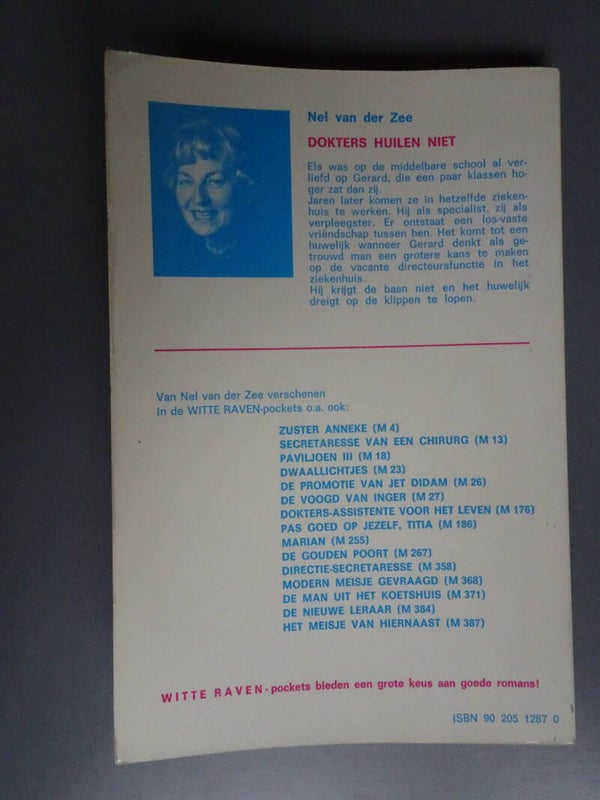 Nel van der Zee
DOKTERS HUILEN NIET
Els was op de middelbare school al ver-
liefd op Gerard, die een paar klassen ho-
ger zat dan zij.
Jaren later komen ze in hetzelfde zieken-
huis te werken. Hij als specialist, zij als
verpleegster. Er ontstaat een los-vaste
vriendschap tussen hen. Het komt tot een
huwelijk wanneer Gerard denkt als ge-
trouwd man een grotere kans te maken
op de vacante directeursfunctie in het
ziekenhuis.
Hij krijgt de baan niet en het huwelijk
dreigt op de klippen te lopen.
Van Nel van der Zee verschenen
in de WITTE RAVEN-pockets o.a. ook:
ZUSTER ANNEKE (M 4)
SECRETARESSE VAN EEN CHIRURG (M 13)
PAVILJOEN III (M 18)
DWAALLICHTJES (M 23)
DE PROMOTIE VAN JET DIDAM (M 26)
DE VOOGD VAN INGER (M 27)
DOKTERS-ASSISTENTE VOOR HET LEVEN (M 176)
PAS GOED OP JEZELF, TITIA (M 186)
MARIAN (M 255)
DE GOUDEN POORT (M 267)
DIRECTIE-SECRETARESSE (M 358)
MODERN MEISJE GEVRAAGD (M 368)
DE MAN UIT HET KOETSHUIS (M 371)
DE NIEUWE LERAAR (M 384)
HET MEISJE VAN HIERNAAST (M 387)
WITTE RAVEN-pockets bieden een grote keus aan goede romans!
ISBN 90 205 1287 0